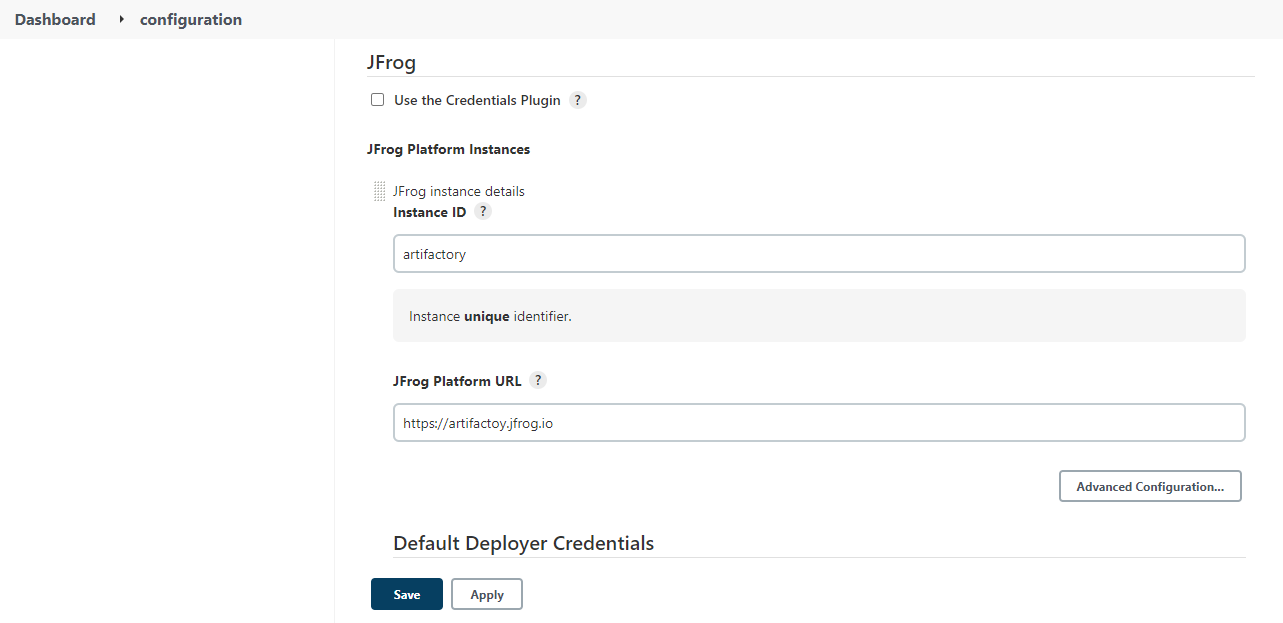 Dashboard configuration
JFrog
Use the Credentials Plugin ?
JFrog Platform Instances
JFrog instance details
Instance ID ?
artifactory
Instance unique identifier.
JFrog Platform URL ?
https://artifactoy.jfrog.io
Advanced Configuration...
Default Deployer Credentials
Save Apply